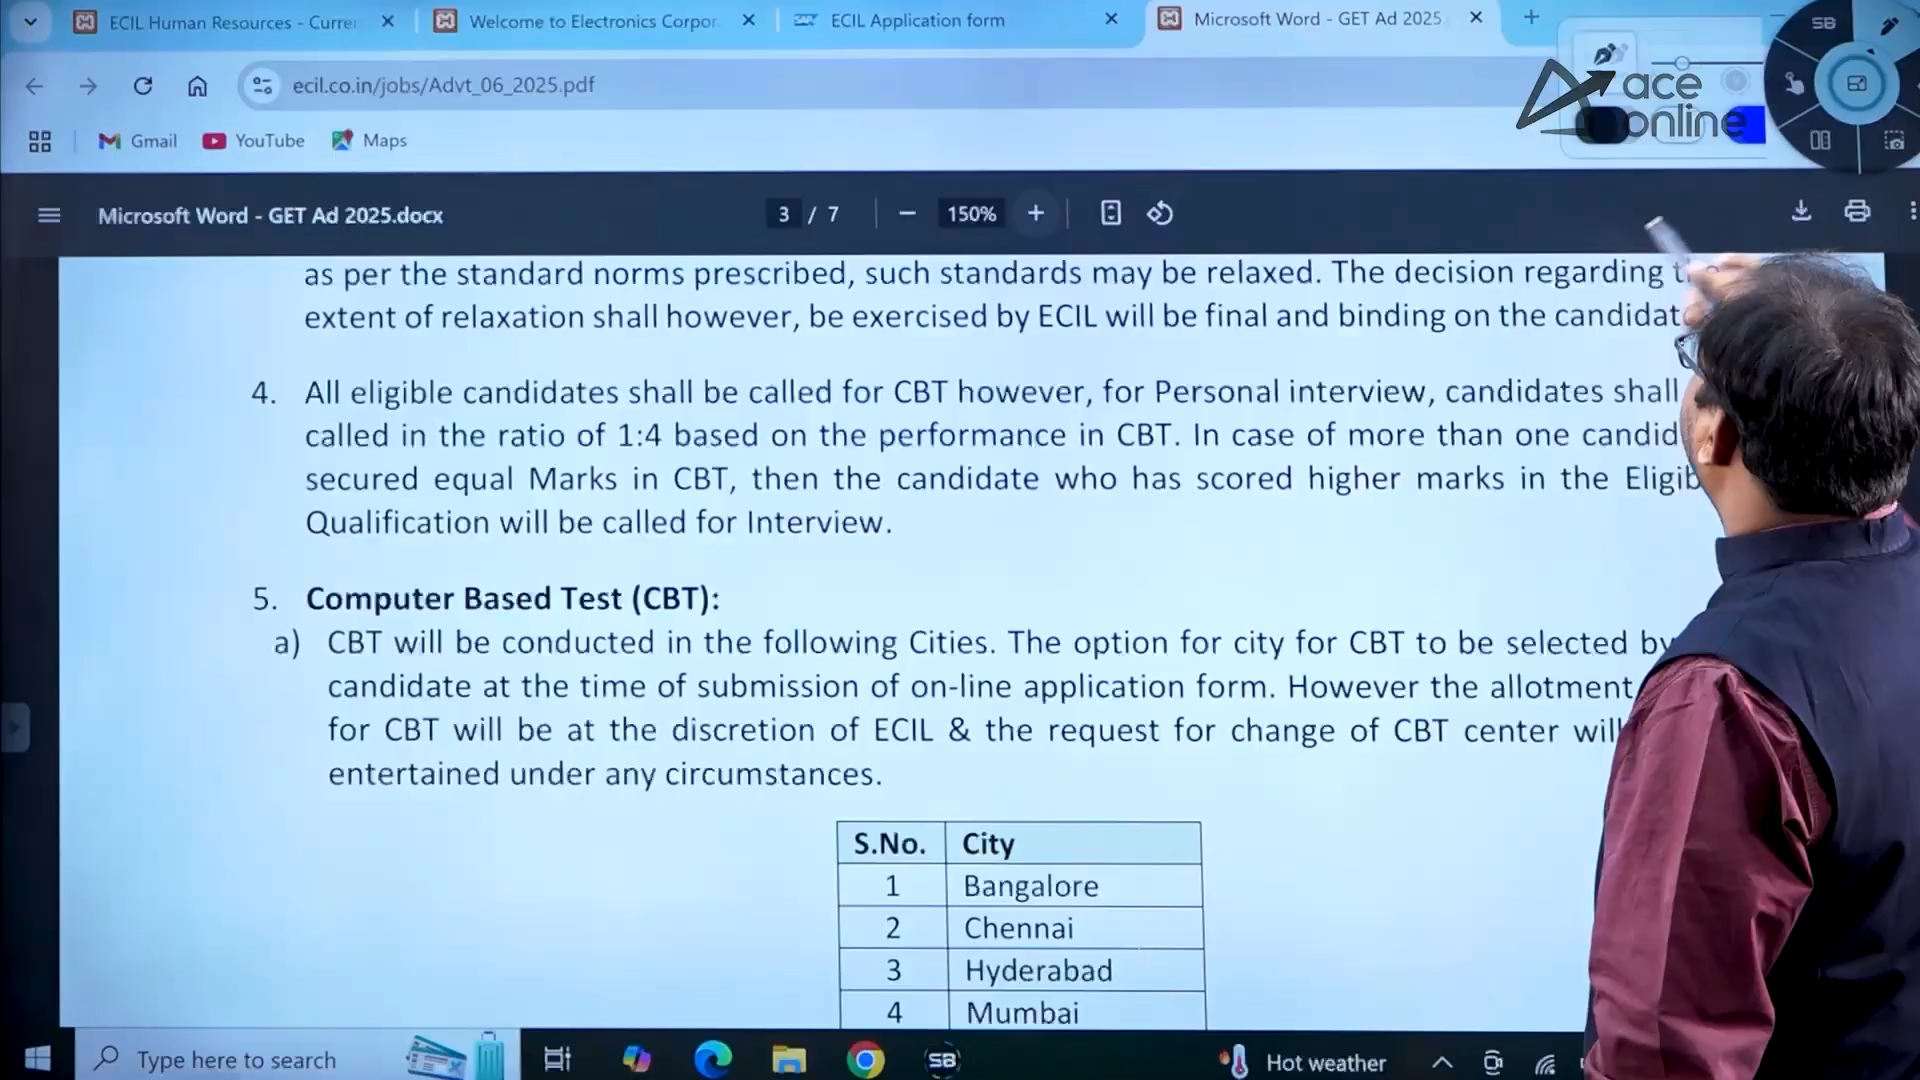 ECIL Human Resources - Curre
Welcome to Electronics Corpor
SAP ECIL Application form
Microsoft Word - GET Ad 2025
SB
ecil.co.in/jobs/Advt_06_2025.pdf
ace
online
Gmail YouTube Maps
Microsoft Word - GET Ad 2025.docx
3 / 7
150%
as per the standard norms prescribed, such standards may be relaxed. The decision regarding
extent of relaxation shall however, be exercised by ECIL will be final and binding on the candidat
4. All eligible candidates shall be called for CBT however, for Personal interview, candidates shall
called in the ratio of 1:4 based on the performance in CBT. In case of more than one candid
secured equal Marks in CBT, then the candidate who has scored higher marks in the Eligib
Qualification will be called for Interview.
5. Computer Based Test (CBT):
a) CBT will be conducted in the following Cities. The option for city for CBT to be selected by
candidate at the time of submission of on-line application form. However the allotment
for CBT will be at the discretion of ECIL & the request for change of CBT center will
entertained under any circumstances.
S.No. City
1 Bangalore
2 Chennai
3 Hyderabad
4 Mumbai
Type here to search
SB
Hot weather